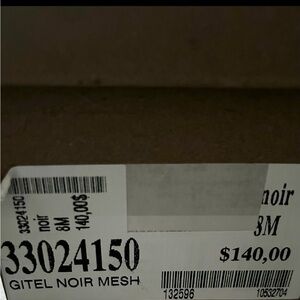 33024150
noir
8M
140,00$
noir
8M
33024150
$140,00
GITEL NOIR MESH
132596
10532704